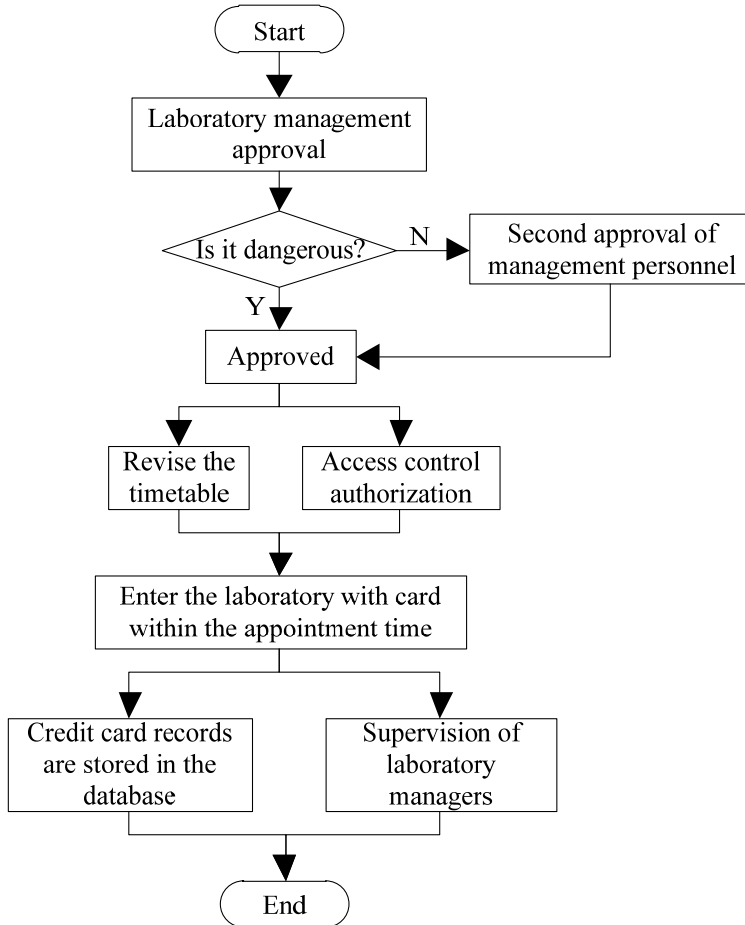 Start
Laboratory management
approval
Is it dangerous?
N
Second approval of
management personnel
Y
Approved
Revise the
timetable
Access control
authorization
Enter the laboratory with card
within the appointment time
Credit card records
are stored in the
database
Supervision of
laboratory
managers
End